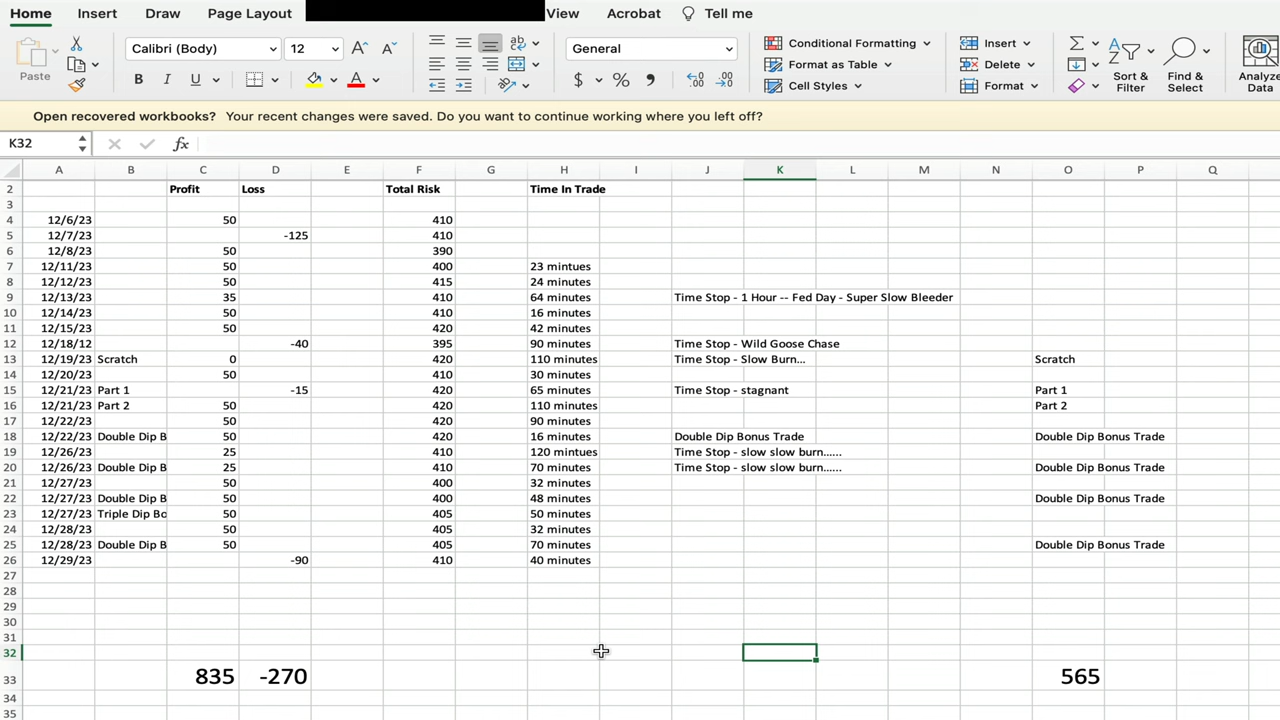 Home Insert Draw Page Layout View Acrobat Tell me
Paste Calibri (Body) 12 General Conditional Formatting Insert
B I U A $ % Format as Table Delete Sort & Filter Find & Select Analyze Data
Cell Styles Format
Open recovered workbooks? Your recent changes were saved. Do you want to continue working where you left off?
K32 fx
A B C D E F G H I J K L M N O P Q
2 Profit Loss Total Risk Time In Trade
3
4 12/6/23 50 410
5 12/7/23 -125 410
6 12/8/23 50 390
7 12/11/23 50 400 23 mintues
8 12/12/23 50 415 24 minutes
9 12/13/23 35 410 64 minutes Time Stop - 1 Hour -- Fed Day - Super Slow Bleeder
10 12/14/23 50 410 16 minutes
11 12/15/23 50 420 42 minutes
12 12/18/12 -40 395 90 minutes Time Stop - Wild Goose Chase
13 12/19/23 Scratch 0 420 110 minutes Time Stop - Slow Burn... Scratch
14 12/20/23 50 410 30 minutes
15 12/21/23 Part 1 -15 420 65 minutes Time Stop - stagnant Part 1
16 12/21/23 Part 2 50 420 110 minutes Part 2
17 12/22/23 50 420 90 minutes
18 12/22/23 Double Dip B 50 420 16 minutes Double Dip Bonus Trade Double Dip Bonus Trade
19 12/26/23 25 410 120 mintues Time Stop - slow slow burn......
20 12/26/23 Double Dip B 25 410 70 minutes Time Stop - slow slow burn...... Double Dip Bonus Trade
21 12/27/23 50 400 32 minutes
22 12/27/23 Double Dip B 50 400 48 minutes Double Dip Bonus Trade
23 12/27/23 Triple Dip Bo 50 405 50 minutes
24 12/28/23 50 405 32 minutes
25 12/28/23 Double Dip B 50 405 70 minutes Double Dip Bonus Trade
26 12/29/23 -90 410 40 minutes
27
28
29
30
31
32
33 835 -270 565
34
35